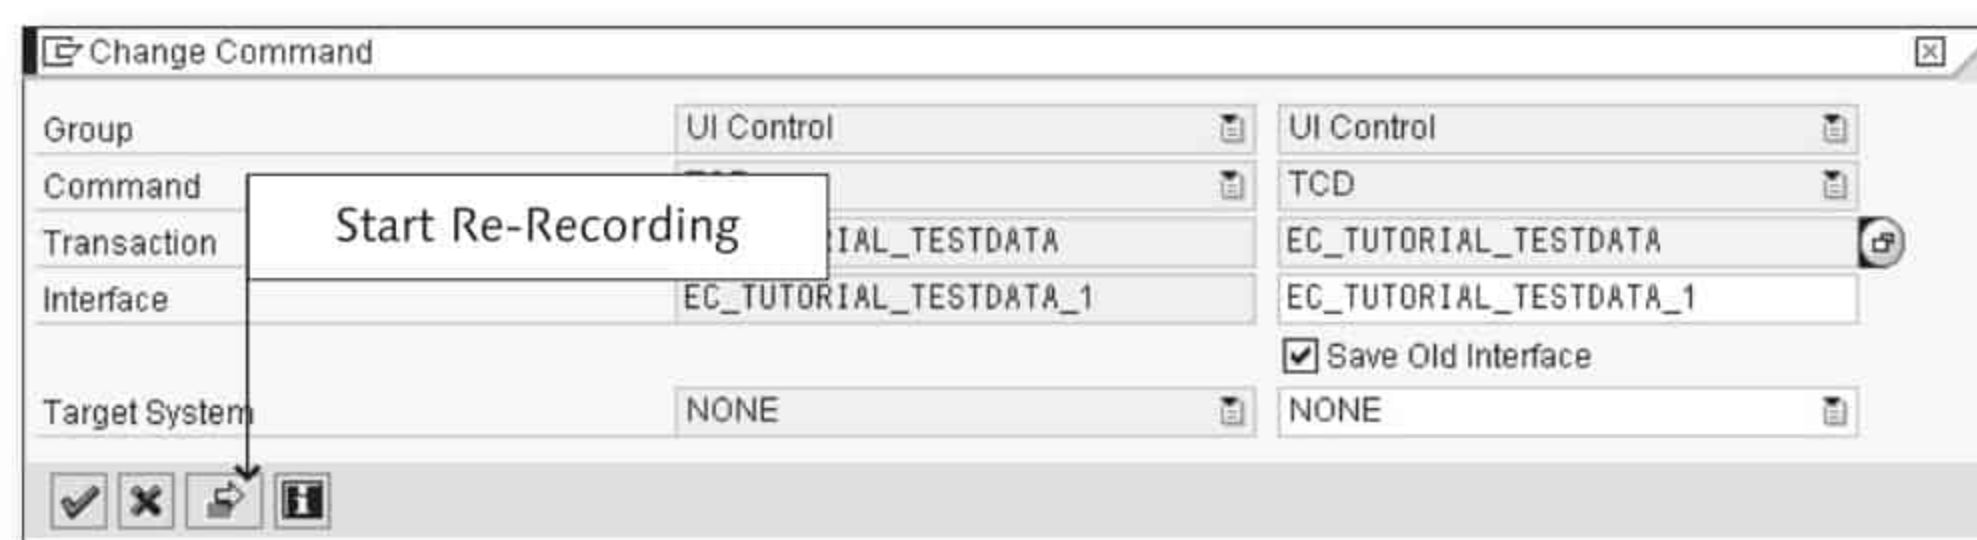 Change Command
Group UI Control UI Control
Command TCD
Start Re-Recording
Transaction IAL_TESTDATA EC_TUTORIAL_TESTDATA
Interface EC_TUTORIAL_TESTDATA_1 EC_TUTORIAL_TESTDATA_1
Save Old Interface
Target System NONE NONE